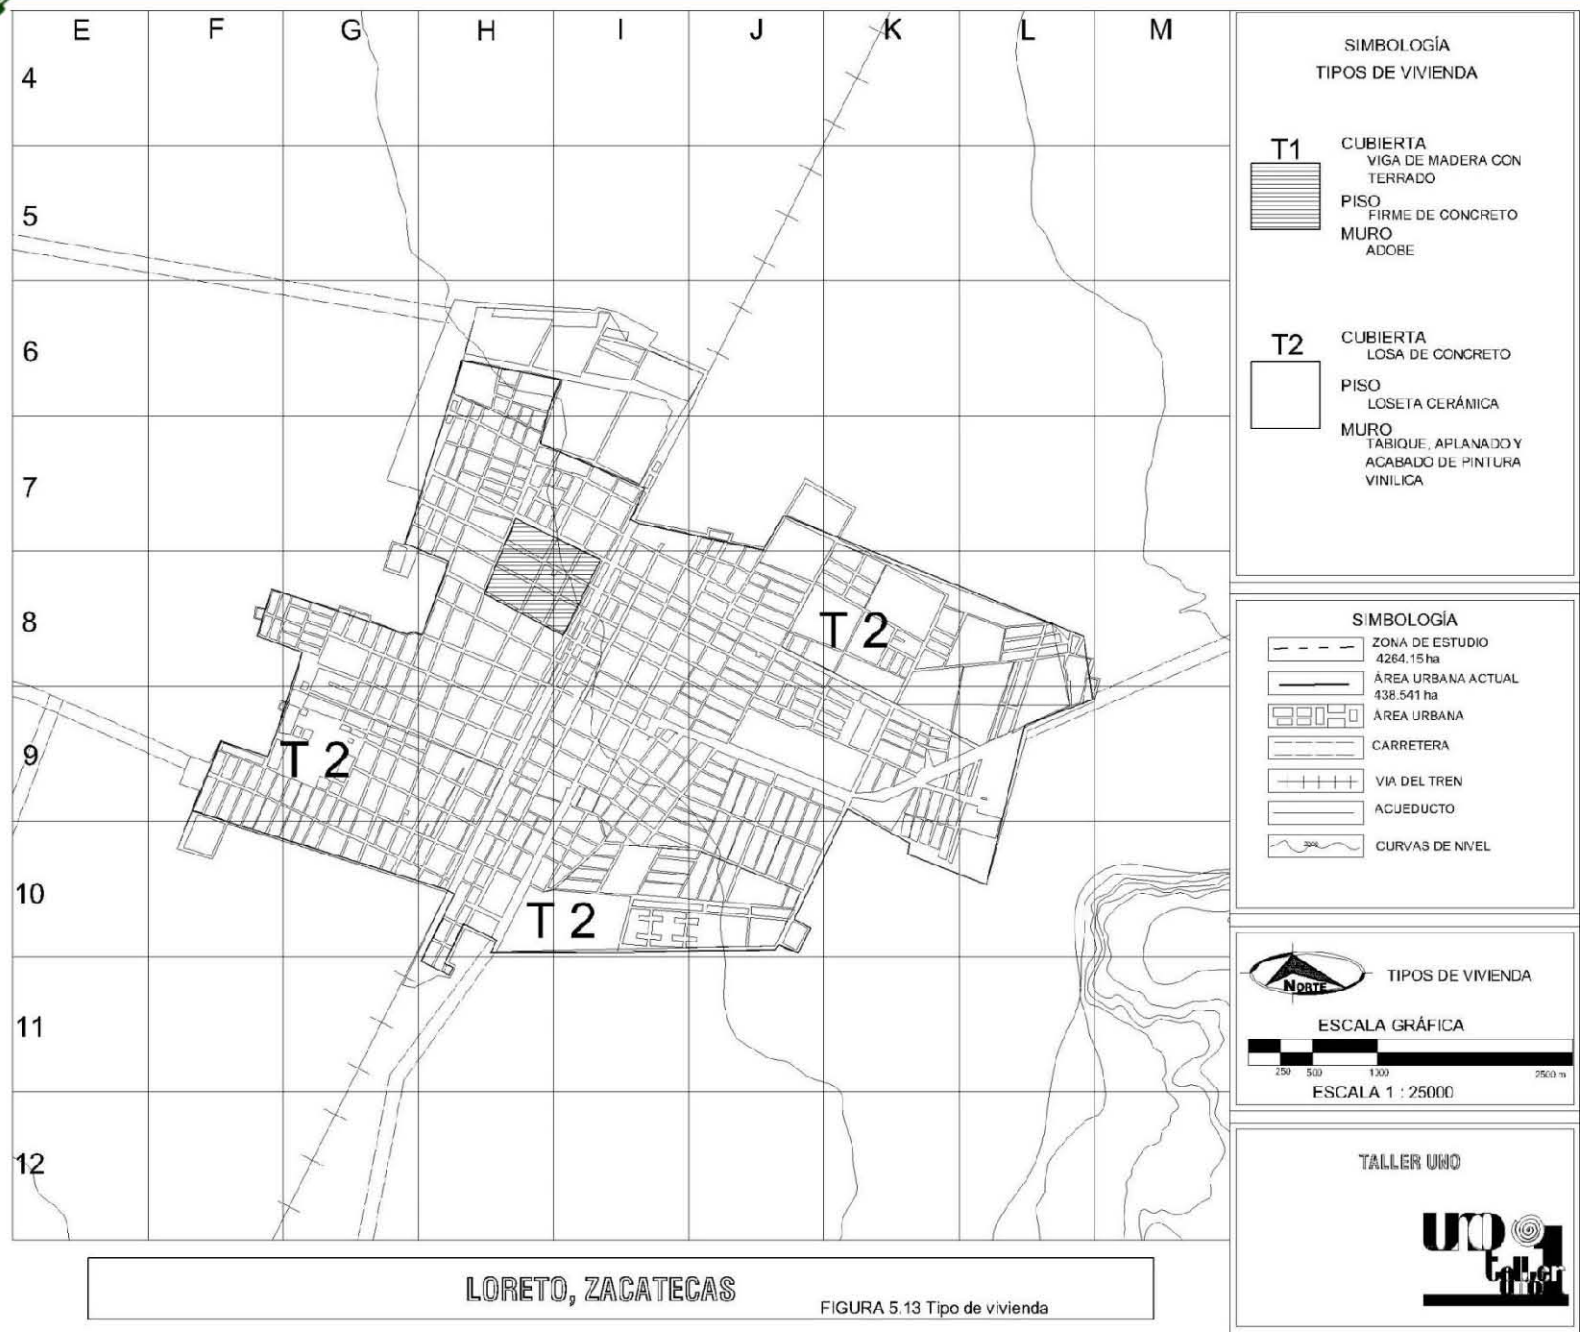 E F G H I J K L M
4
5
6
7
8
9
10
11
12
T 2
T 2
T 2
SIMBOLOGÍA
TIPOS DE VIVIENDA
T1
CUBIERTA
VIGA DE MADERA CON
TERRADO
PISO
FIRME DE CONCRETO
MURO
ADOBE
T2
CUBIERTA
LOSA DE CONCRETO
PISO
LOSETA CERÁMICA
MURO
TABIQUE, APLANADO Y
ACABADO DE PINTURA
VINILICA
SIMBOLOGÍA
ZONA DE ESTUDIO
4264.15 ha
ÁREA URBANA ACTUAL
438.541 ha
ÁREA URBANA
CARRETERA
VIA DEL TREN
ACUEDUCTO
CURVAS DE NIVEL
NORTE
TIPOS DE VIVIENDA
ESCALA GRÁFICA
250 500 1000 2500 m
ESCALA 1 : 25000
TALLER UNO
uno
1
taller
LORETO, ZACATECAS
FIGURA 5.13 Tipo de vivienda